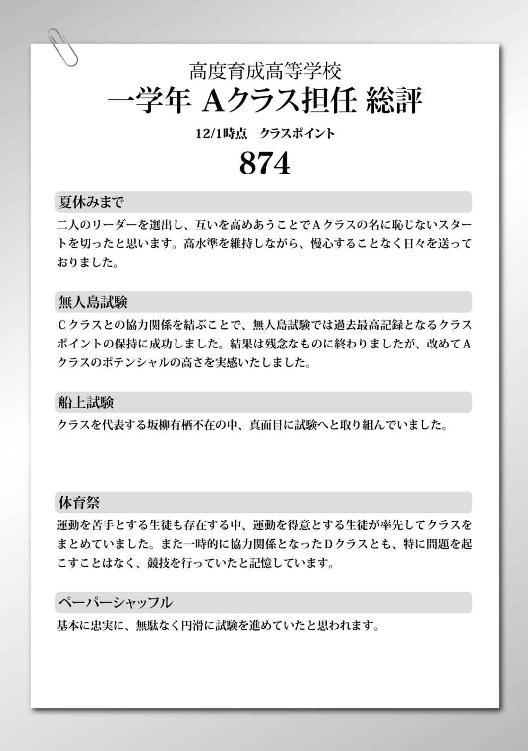 高度育成高等学校
一学年 Aクラス担任 総評
12/1時点　クラスポイント
874
夏休みまで
二人のリーダーを選出し、互いを高めあうことでAクラスの名に恥じないスター
トを切ったと思います。高水準を維持しながら、慢心することなく日々を送って
おりました。
無人島試験
Cクラスとの協力関係を結ぶことで、無人島試験では過去最高記録となるクラス
ポイントの保持に成功しました。結果は残念なものに終わりましたが、改めてA
クラスのポテンシャルの高さを実感いたしました。
船上試験
クラスを代表する坂柳有栖不在の中、真面目に試験へと取り組んでいました。
体育祭
運動を苦手とする生徒も存在する中、運動を得意とする生徒が率先してクラスを
まとめていました。また一時的に協力関係となったDクラスとも、特に問題を起
こすことはなく、競技を行っていたと記憶しています。
ペーパーシャッフル
基本に忠実に、無駄なく円滑に試験を進めていたと思われます。